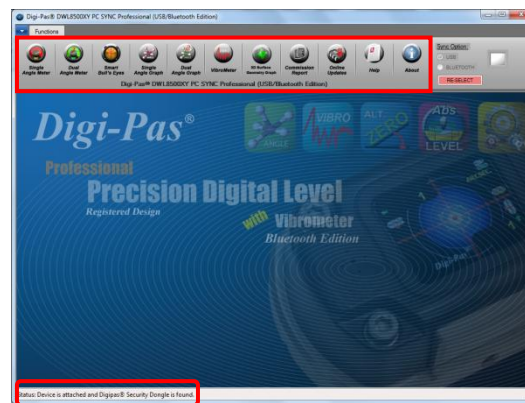 Digi-Pas® DWL8500XY PC SYNC Professional (USB/Bluetooth Edition)
Functions
Single Angle Meter
Dual Angle Meter
Smart Bull's Eyes
Single Angle Graph
Dual Angle Graph
VibroMeter
3D Surface Geometry Graph
Commission Report
Online Updates
Help
About
Sync Option:
USB
BLUETOOTH
RE-SELECT
Digi-Pas® DWL8500XY PC SYNC Professional (USB/Bluetooth Edition)
Digi-Pas®
ANGLE
VIBRO
ALT ZERO
ABS LEVEL
Professional
Precision Digital Level
Registered Design
with Vibrometer
Bluetooth Edition
Digi-Pas
Status: Device is attached and Digipas® Security Dongle is found.